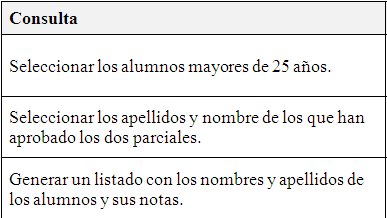 Consulta
Seleccionar los alumnos mayores de 25 años.
Seleccionar los apellidos y nombre de los que han
aprobado los dos parciales.
Generar un listado con los nombres y apellidos de
los alumnos y sus notas.